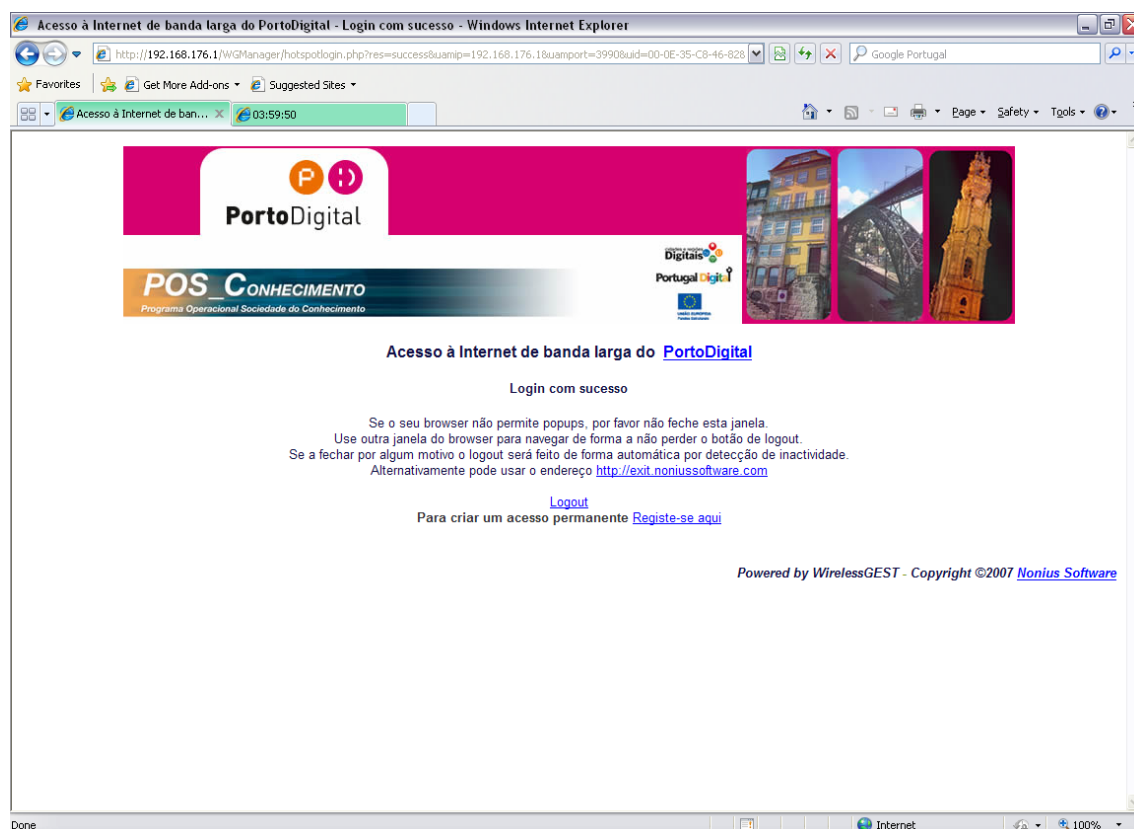 Acesso à Internet de banda larga do PortoDigital - Login com sucesso - Windows Internet Explorer
http://192.168.176.1/WGManager/hotspotlogin.php?res=success&uamip=192.168.176.1&uamport=3990&uid=00-0E-35-C8-46-828
Google Portugal
Favorites Get More Add-ons Suggested Sites
Acesso à Internet de ban... 03:59:50
Page Safety Tools
PortoDigital
Digitais
Portugal Digital
POS_CONHECIMENTO
Programa Operacional Sociedade do Conhecimento
UNIÃO EUROPEIA
Fundos Estruturais
Acesso à Internet de banda larga do PortoDigital
Login com sucesso
Se o seu browser não permite popups, por favor não feche esta janela.
Use outra janela do browser para navegar de forma a não perder o botão de logout.
Se a fechar por algum motivo o logout será feito de forma automática por detecção de inactividade.
Alternativamente pode usar o endereço http://exit.noniussoftware.com
Logout
Para criar um acesso permanente Registe-se aqui
Powered by WirelessGEST - Copyright ©2007 Nonius Software
Done
Internet
100%